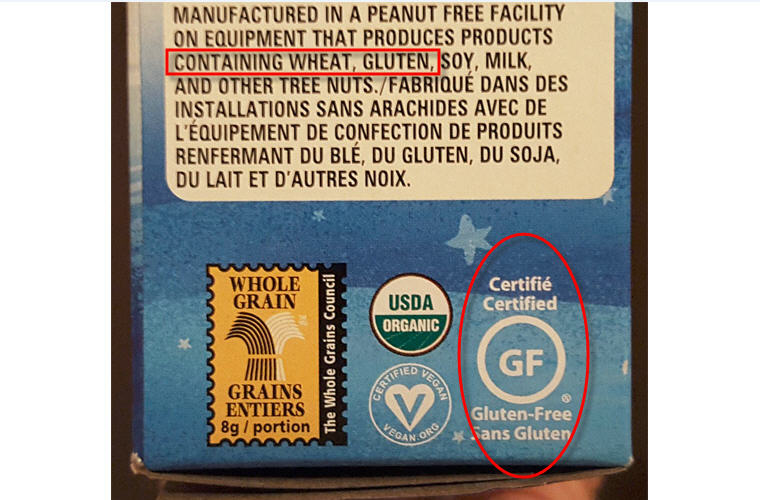 MANUFACTURED IN A PEANUT FREE FACILITY
ON EQUIPMENT THAT PRODUCES PRODUCTS
CONTAINING WHEAT, GLUTEN, SOY, MILK,
AND OTHER TREE NUTS./FABRIQUÉ DANS DES
INSTALLATIONS SANS ARACHIDES AVEC DE
L'ÉQUIPEMENT DE CONFECTION DE PRODUITS
RENFERMANT DU BLÉ, DU GLUTEN, DU SOJA,
DU LAIT ET D'AUTRES NOIX.
WHOLE
GRAIN
GRAINS
ENTIERS
8g / portion
The Whole Grains Council
USDA
ORGANIC
CERTIFIED VEGAN
VEGAN.ORG
Certifié
Certified
GF
®
Gluten-Free
Sans Gluten